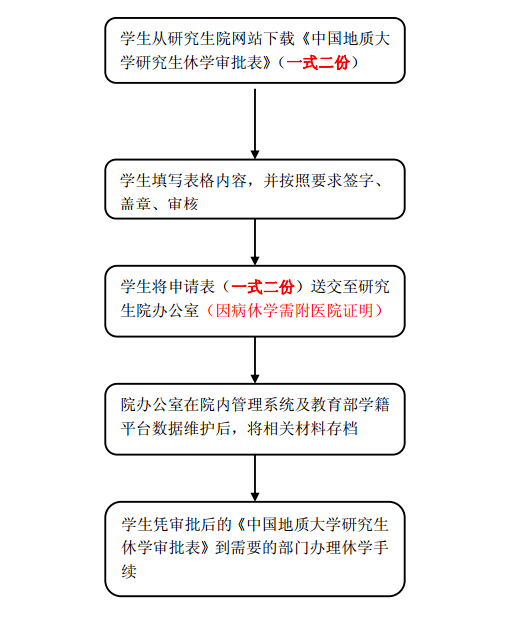 学生从研究生院网站下载《中国地质大
学研究生休学审批表》（一式二份）
学生填写表格内容，并按照要求签字、
盖章、审核
学生将申请表（一式二份）送交至研究
生院办公室（因病休学需附医院证明）
院办公室在院内管理系统及教育部学籍
平台数据维护后，将相关材料存档
学生凭审批后的《中国地质大学研究生
休学审批表》到需要的部门办理休学手
续